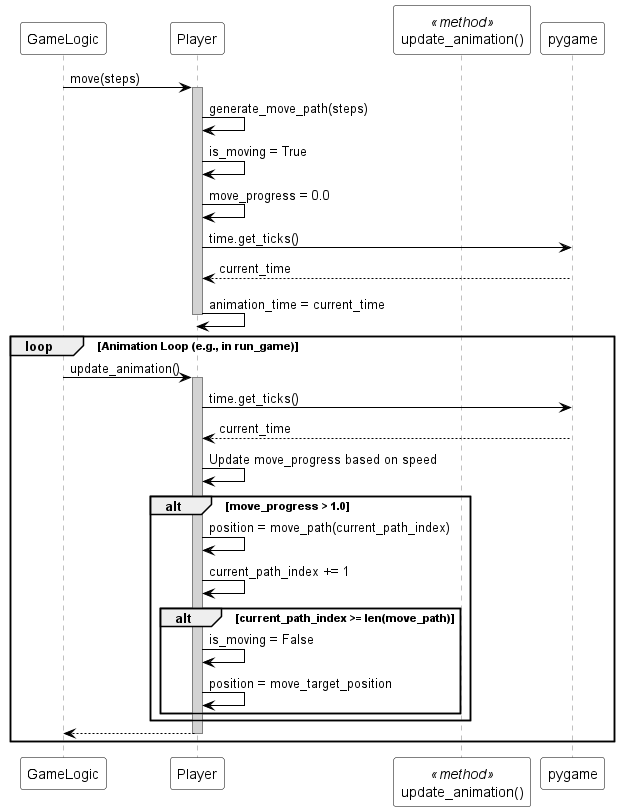 GameLogic
Player
«method»
update_animation()
pygame
move(steps)
generate_move_path(steps)
is_moving = True
move_progress = 0.0
time.get_ticks()
current_time
animation_time = current_time
loop
[Animation Loop (e.g., in run_game)]
update_animation()
time.get_ticks()
current_time
Update move_progress based on speed
alt
[move_progress > 1.0]
position = move_path(current_path_index)
current_path_index += 1
alt
[current_path_index >= len(move_path)]
is_moving = False
position = move_target_position
GameLogic
Player
«method»
update_animation()
pygame